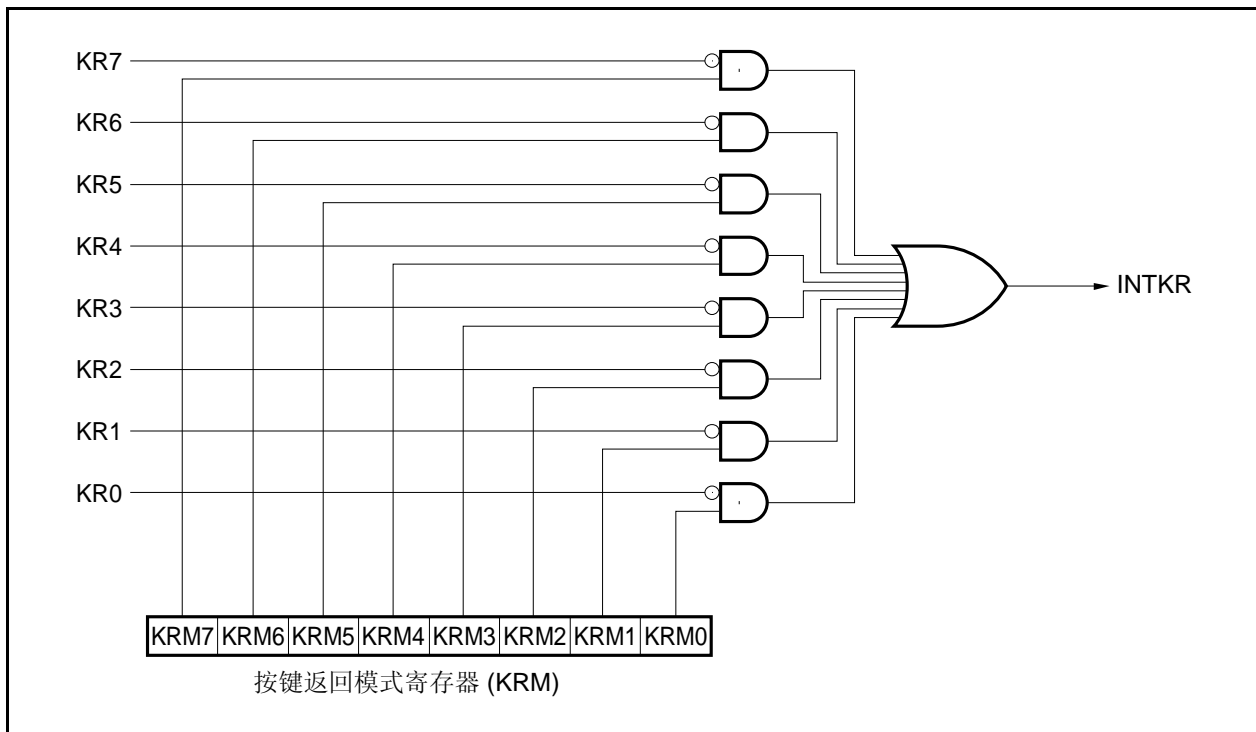 KR7
KR6
KR5
KR4
KR3
INTKR
KR2
KR1
KR0
KRM7 KRM6 KRM5 KRM4 KRM3 KRM2 KRM1 KRM0
按键返回模式寄存器 (KRM)